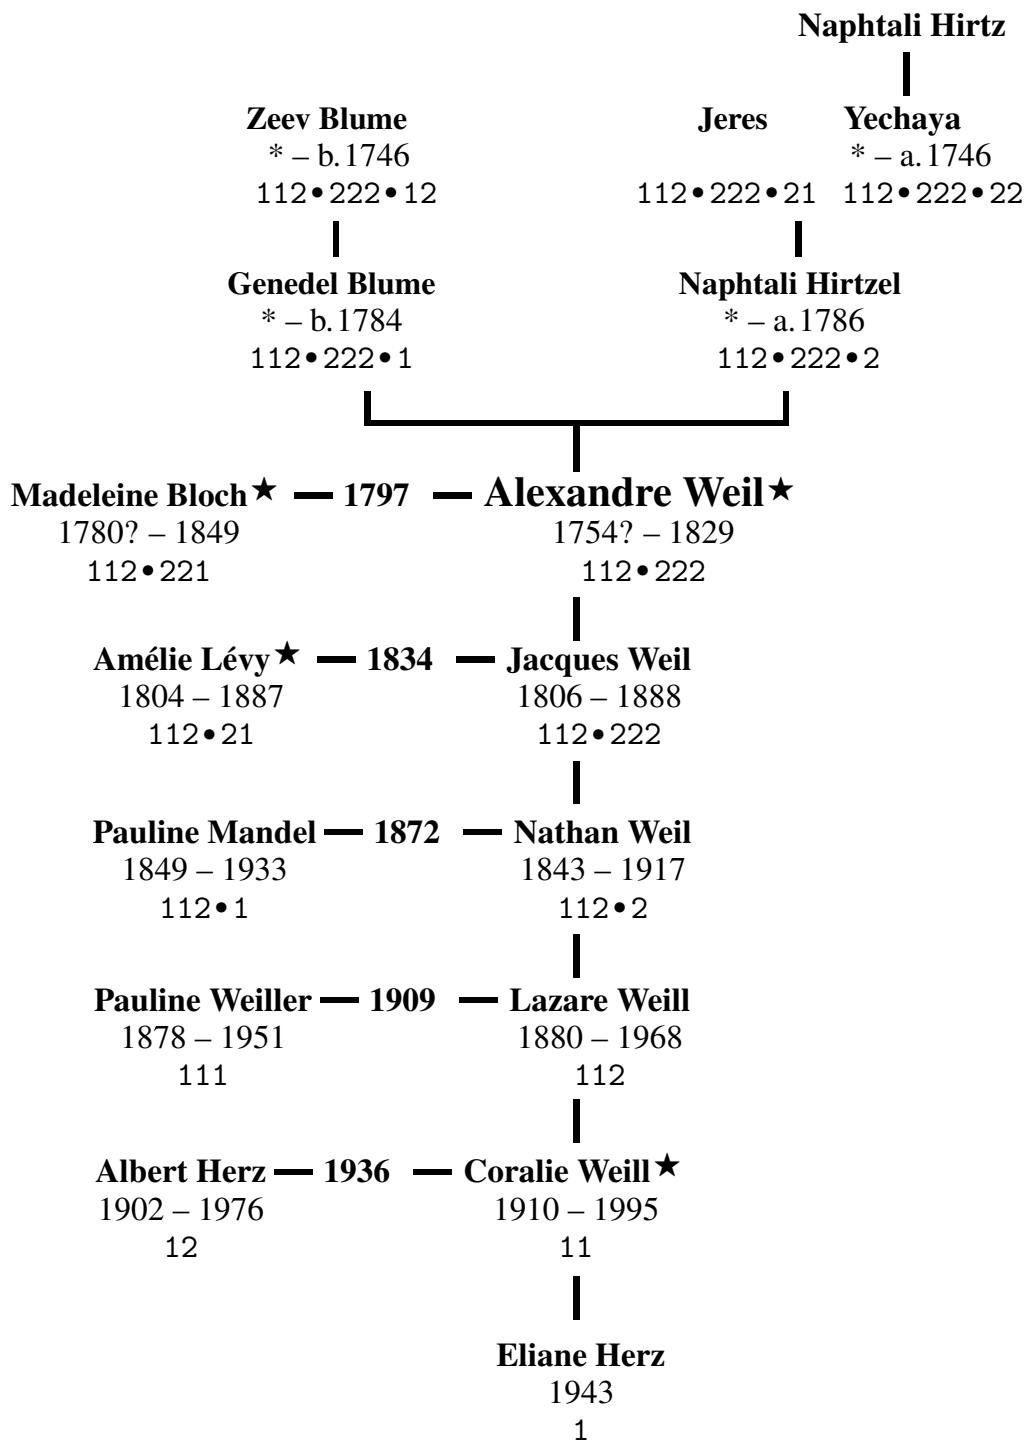 Naphtali Hirtz
Zeev Blume Jeres Yechaya
* – b.1746 * – a.1746
112•222•12 112•222•21 112•222•22
Genedel Blume Naphtali Hirtzel
* – b.1784 * – a.1786
112•222•1 112•222•2
Madeleine Bloch★ — 1797 — Alexandre Weil★
1780? – 1849 1754? – 1829
112•221 112•222
Amélie Lévy★ — 1834 — Jacques Weil
1804 – 1887 1806 – 1888
112•21 112•222
Pauline Mandel — 1872 — Nathan Weil
1849 – 1933 1843 – 1917
112•1 112•2
Pauline Weiller — 1909 — Lazare Weill
1878 – 1951 1880 – 1968
111 112
Albert Herz — 1936 — Coralie Weill★
1902 – 1976 1910 – 1995
12 11
Eliane Herz
1943
1